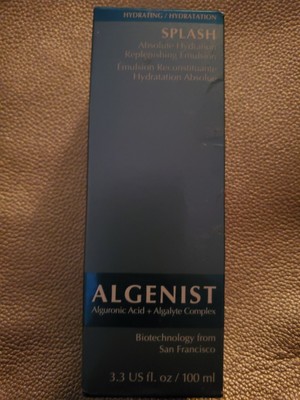 HYDRATING / HYDRATATION
SPLASH
Absolute Hydration
Replenishing Emulsion
Émulsion Reconstituante
Hydratation Absolue
ALGENIST
Alguronic Acid + Algalyte Complex
Biotechnology from
San Francisco
3.3 US fl. oz / 100 ml